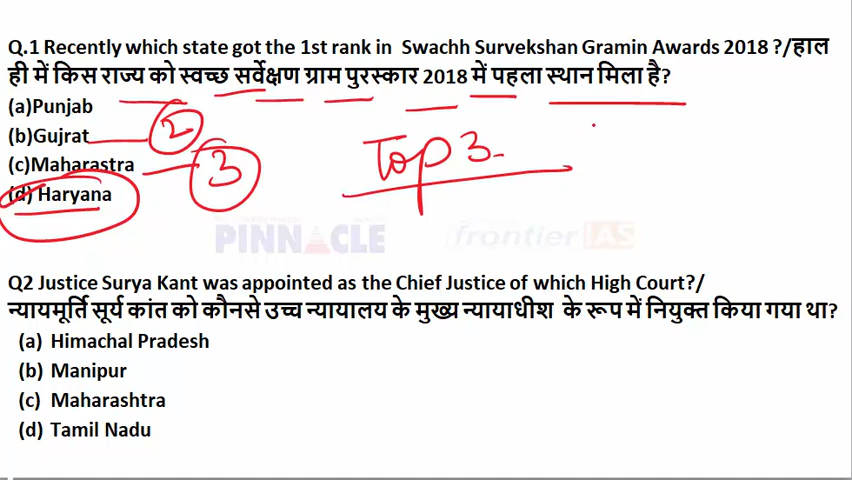 Q.1 Recently which state got the 1st rank in Swachh Survekshan Gramin Awards 2018 ?/हाल
ही में किस राज्य को स्वच्छ सर्वेक्षण ग्राम पुरस्कार 2018 में पहला स्थान मिला है?
(a)Punjab
(b)Gujrat
2
(c)Maharastra
3
Top 3
(d) Haryana
PINNACLE
frontier IAS
Q2 Justice Surya Kant was appointed as the Chief Justice of which High Court?/
न्यायमूर्ति सूर्य कांत को कौनसे उच्च न्यायालय के मुख्य न्यायाधीश के रूप में नियुक्त किया गया था?
(a) Himachal Pradesh
(b) Manipur
(c) Maharashtra
(d) Tamil Nadu